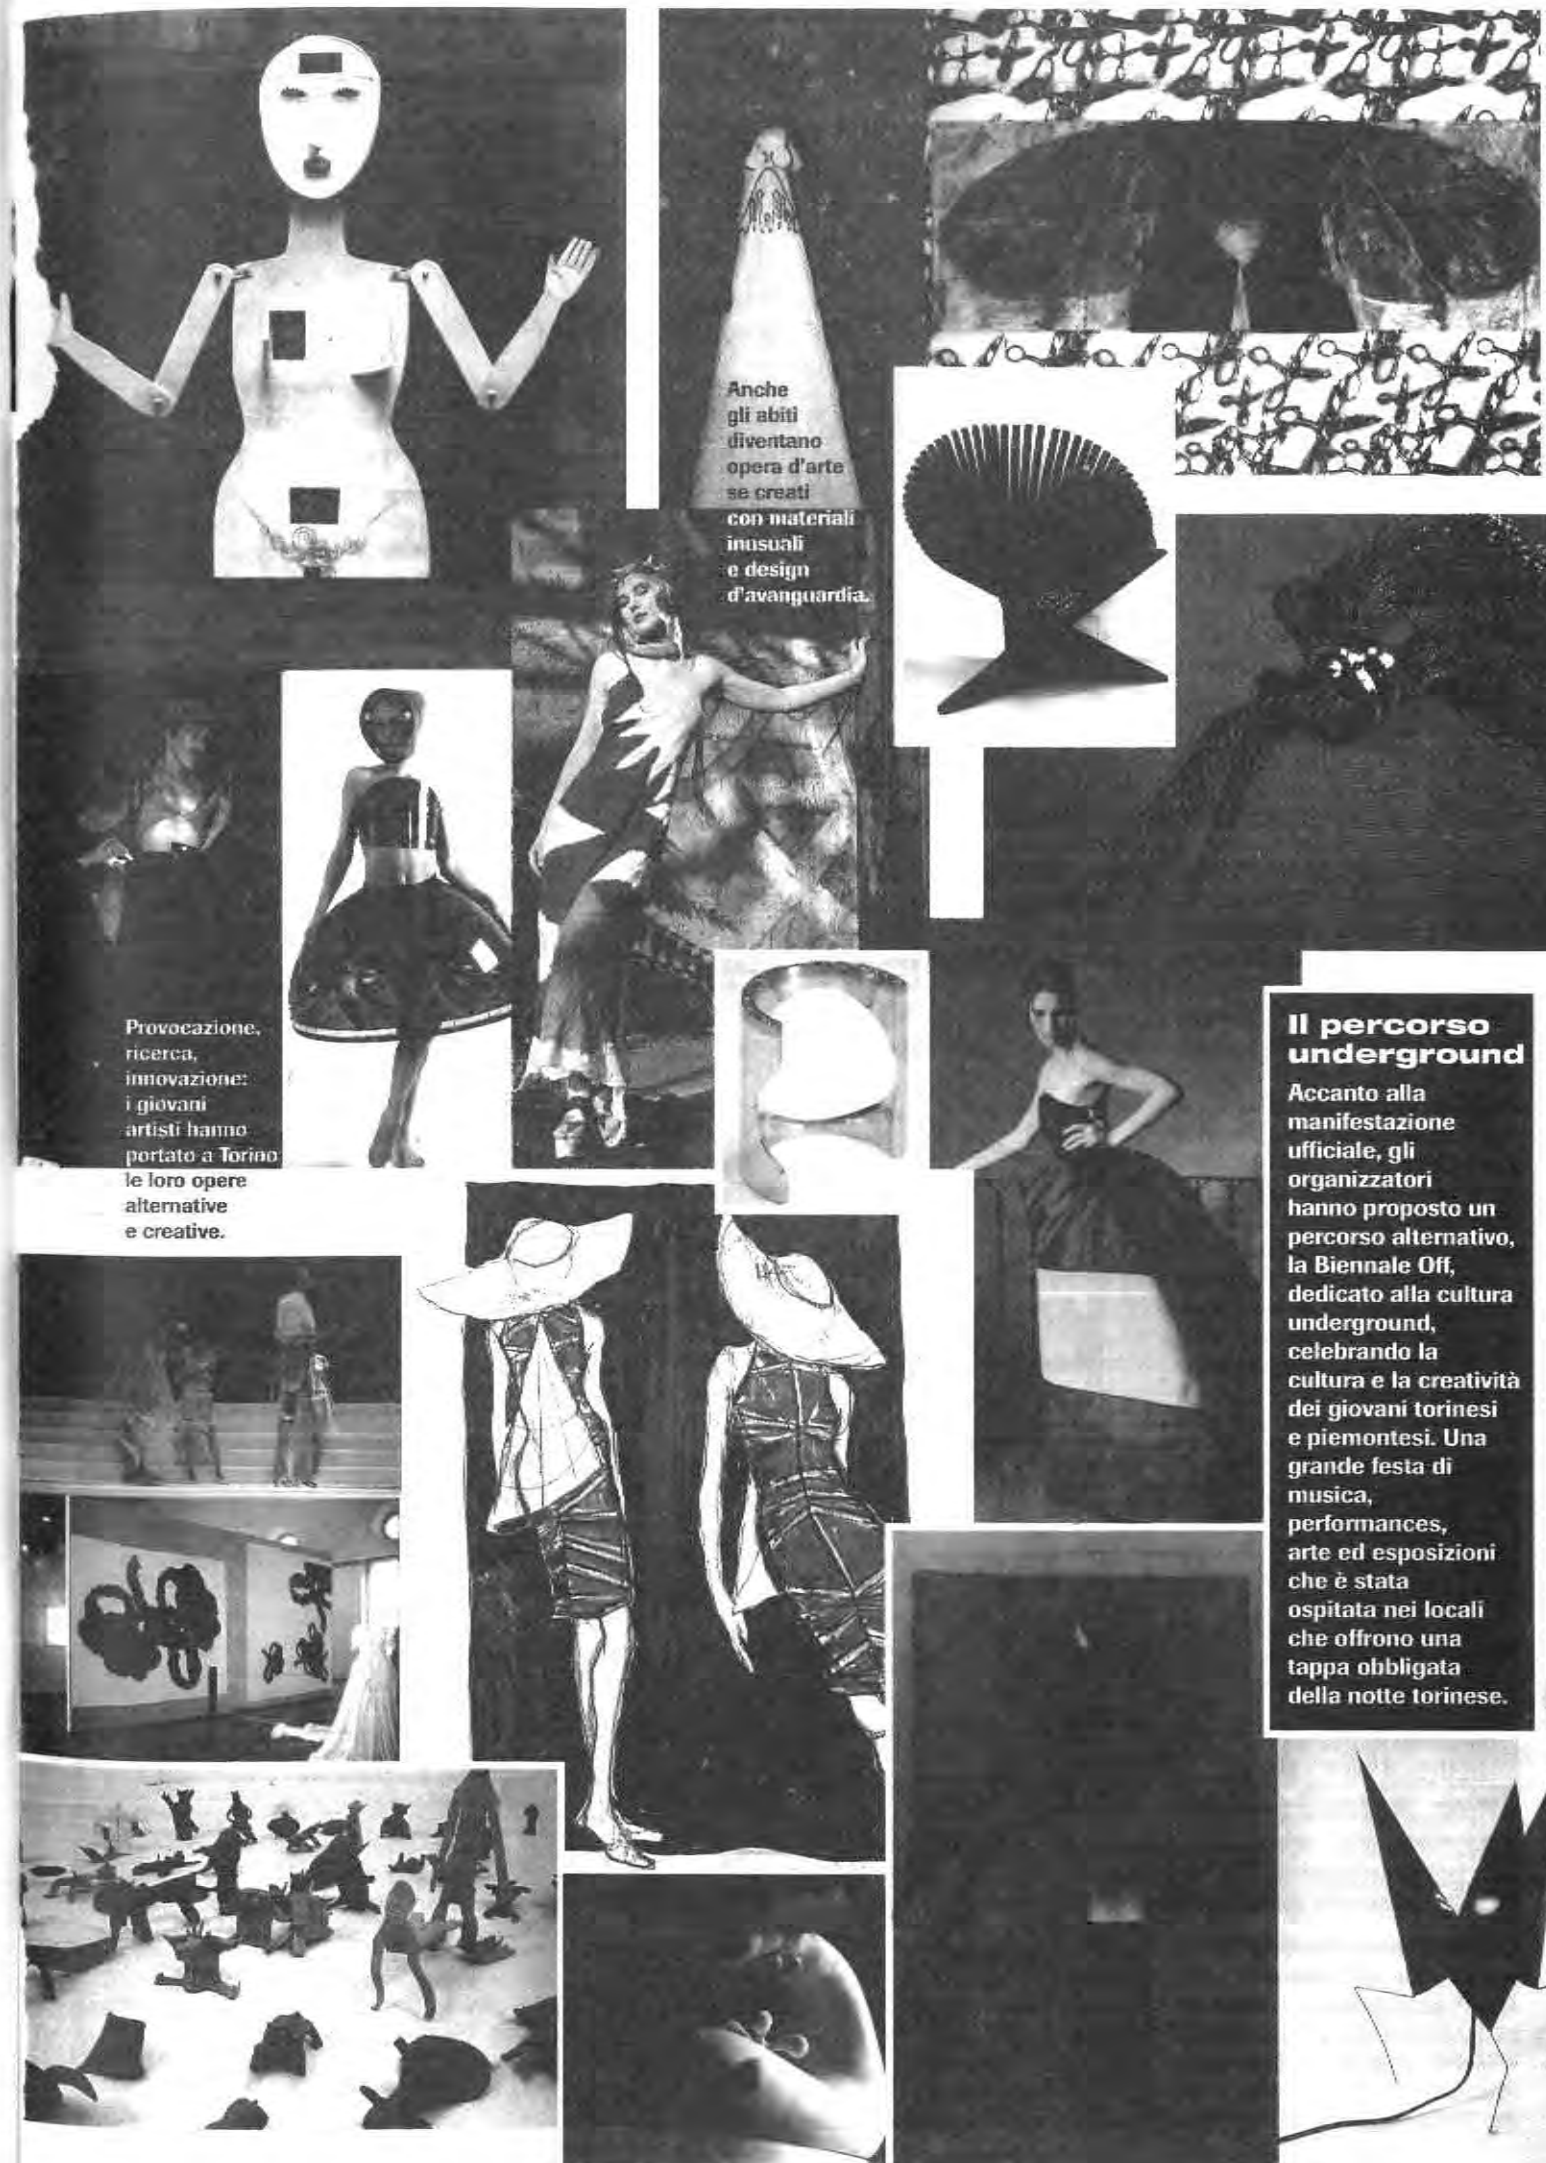 Anche
gli abiti
diventano
opera d'arte
se creati
con materiali
inusuali
e design
d'avanguardia.
Provocazione,
ricerca,
innovazione:
i giovani
artisti hanno
portato a Torino
le loro opere
alternative
e creative.
Il percorso
underground
Accanto alla
manifestazione
ufficiale, gli
organizzatori
hanno proposto un
percorso alternativo,
la Biennale Off,
dedicato alla cultura
underground,
celebrando la
cultura e la creatività
dei giovani torinesi
e piemontesi. Una
grande festa di
musica,
performances,
arte ed esposizioni
che è stata
ospitata nei locali
che offrono una
tappa obbligata
della notte torinese.